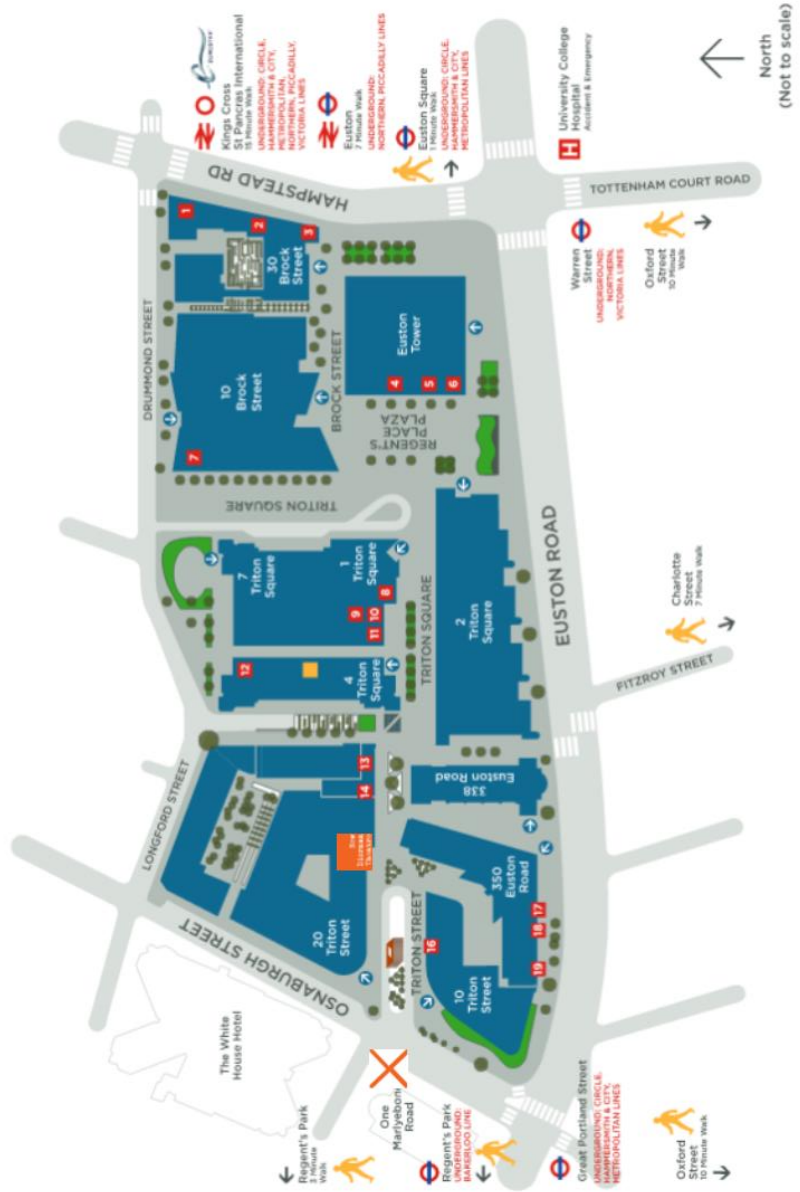 EUROSTAR
Kings Cross
St Pancras International
15 Minute Walk
UNDERGROUND: CIRCLE,
HAMMERSMITH & CITY,
METROPOLITAN,
NORTHERN, PICCADILLY,
VICTORIA LINES
Euston
7 Minute Walk
UNDERGROUND:
NORTHERN, PICCADILLY LINES
Euston Square
1 Minute Walk
UNDERGROUND: CIRCLE,
HAMMERSMITH & CITY,
METROPOLITAN LINES
H
University College
Hospital
Accident & Emergency
North
(Not to scale)
HAMPSTEAD RD
TOTTENHAM COURT ROAD
Warren
Street
UNDERGROUND:
NORTHERN,
VICTORIA LINES
Oxford
Street
10 Minute
Walk
DRUMMOND STREET
1
2
3
30
Brock
Street
10
Brock
Street
7
BROCK STREET
Euston
Tower
4
5
6
REGENT'S
PLACE
PLAZA
TRITON SQUARE
7
Triton
Square
1
Triton
Square
8
9
10
11
12
4
Triton
Square
TRITON SQUARE
2
Triton
Square
EUSTON ROAD
Charlotte
Street
7 Minute Walk
FITZROY STREET
LONGFORD STREET
13
14
338
Euston Road
New
Diorama
Theatre
20
Triton
Street
OSNABURGH STREET
TRITON STREET
350
Euston
Road
16
17
18
19
10
Triton
Street
The White
House Hotel
Regent's Park
3 Minute
Walk
One
Marlyebon
Road
Regent's Park
UNDERGROUND:
BAKERLOO LINE
Great Portland Street
UNDERGROUND: CIRCLE,
HAMMERSMITH & CITY,
METROPOLITAN LINES
Oxford
Street
10 Minute Walk